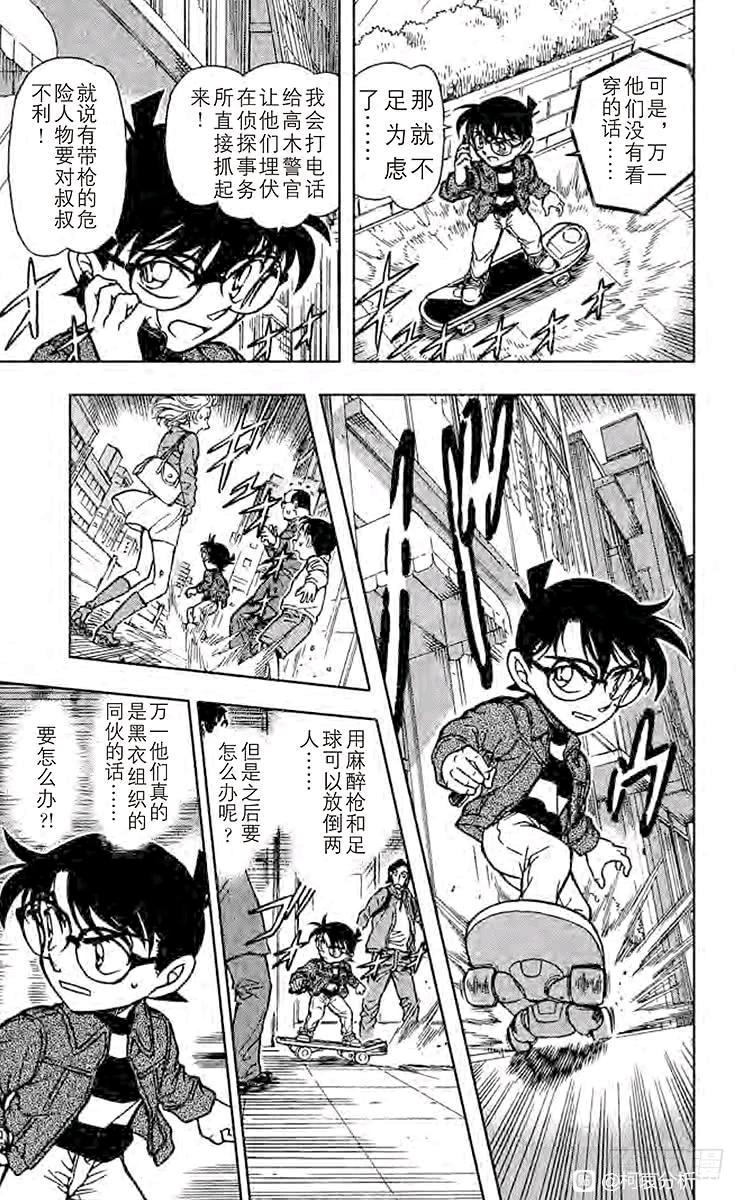 可是，万一
他们没有看
穿的话……
那就不
足为虑
了……
我会打电话
给高木警官
让他们埋伏
在侦探事务
所直接抓起
来！
就说有带枪的危
险人物要对叔叔
不利！
用麻醉枪和足
球可以放倒两
人……
但是之后要
怎么办呢？
万一他们真的
是黑衣组织的
同伙的话……
要怎么办?!
@柯哀分析